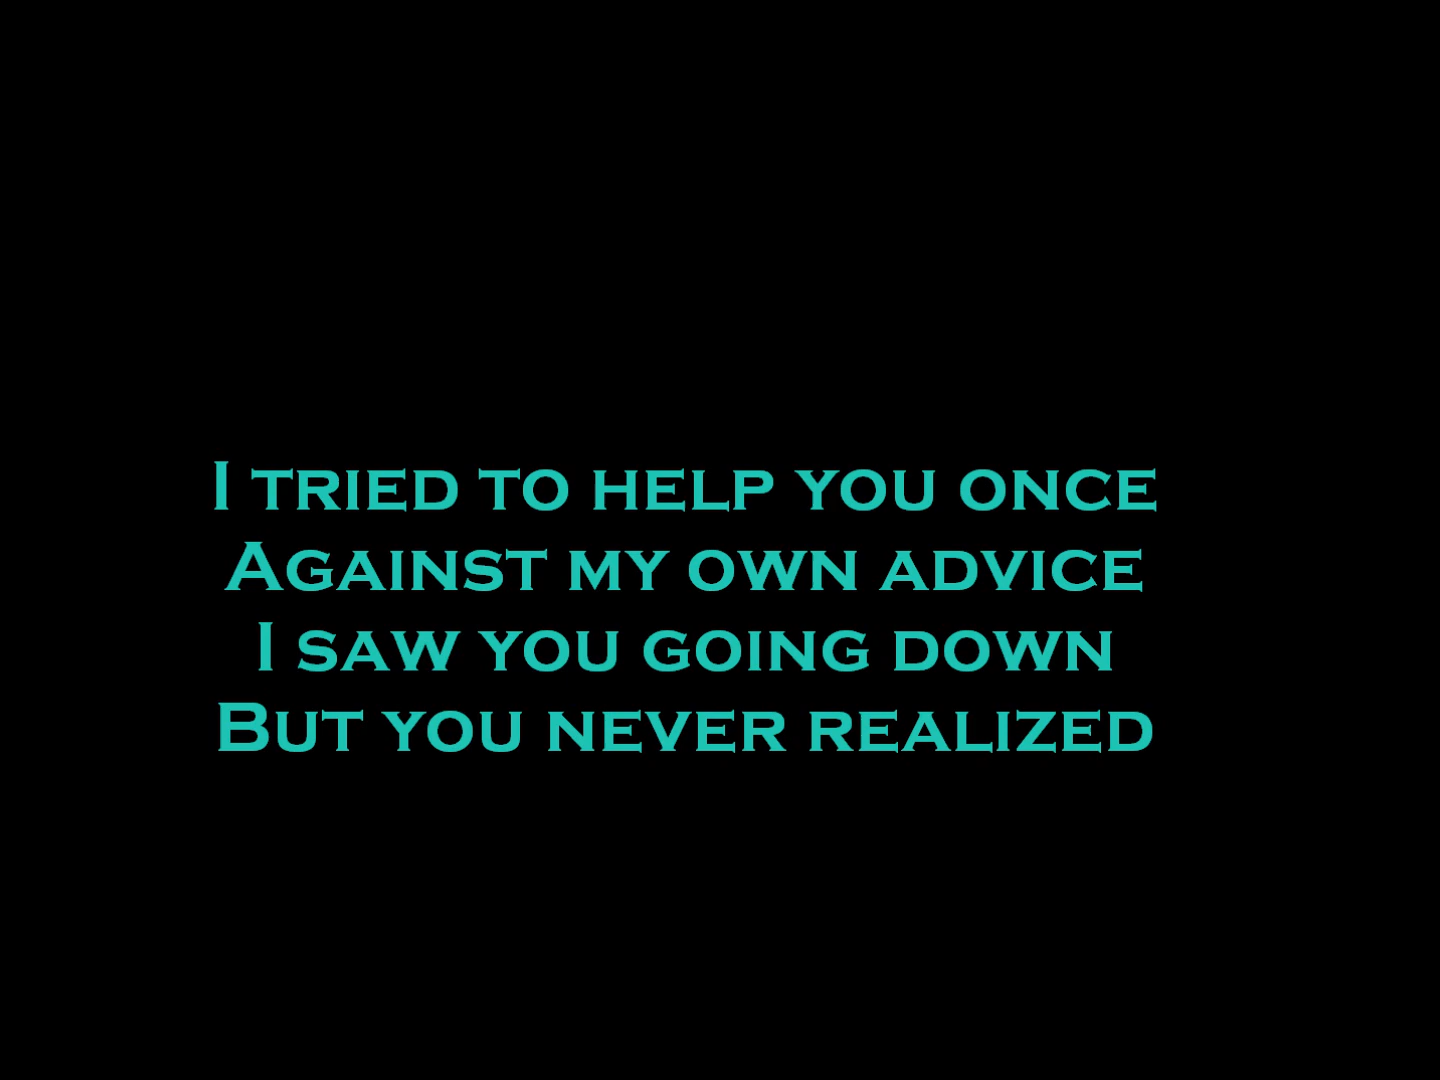 I tried to help you once
Against my own advice
I saw you going down
But you never realized